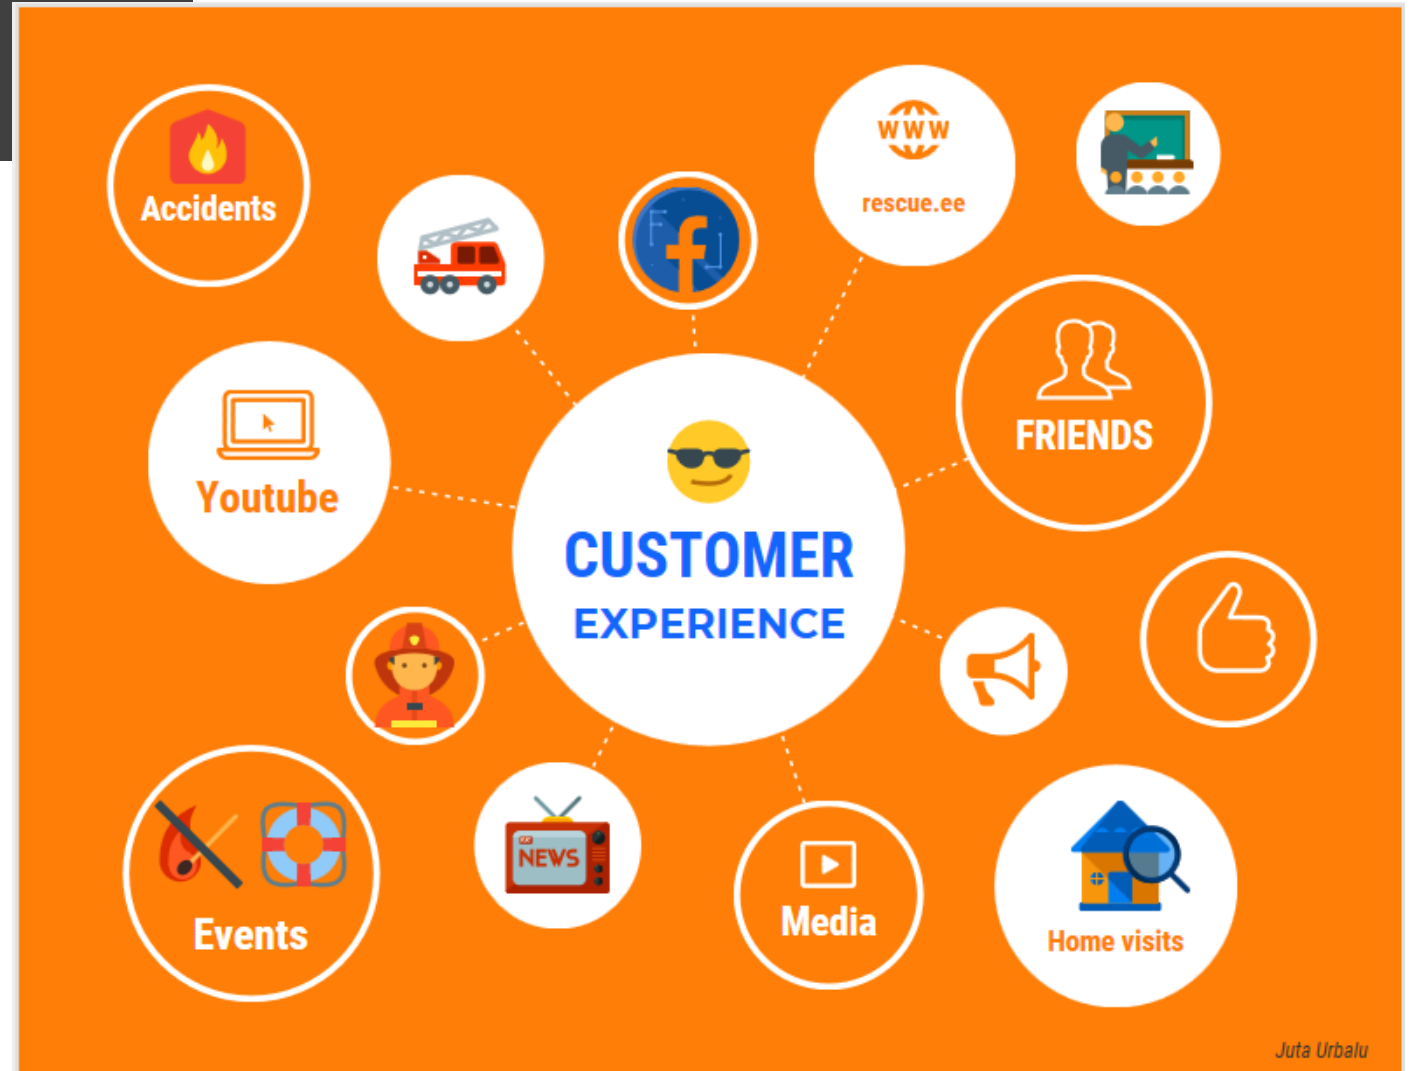 Accidents
WWW
rescue.ee
Youtube
FRIENDS
CUSTOMER
EXPERIENCE
NEWS
Events
Media
Home visits
Juta Urbalu